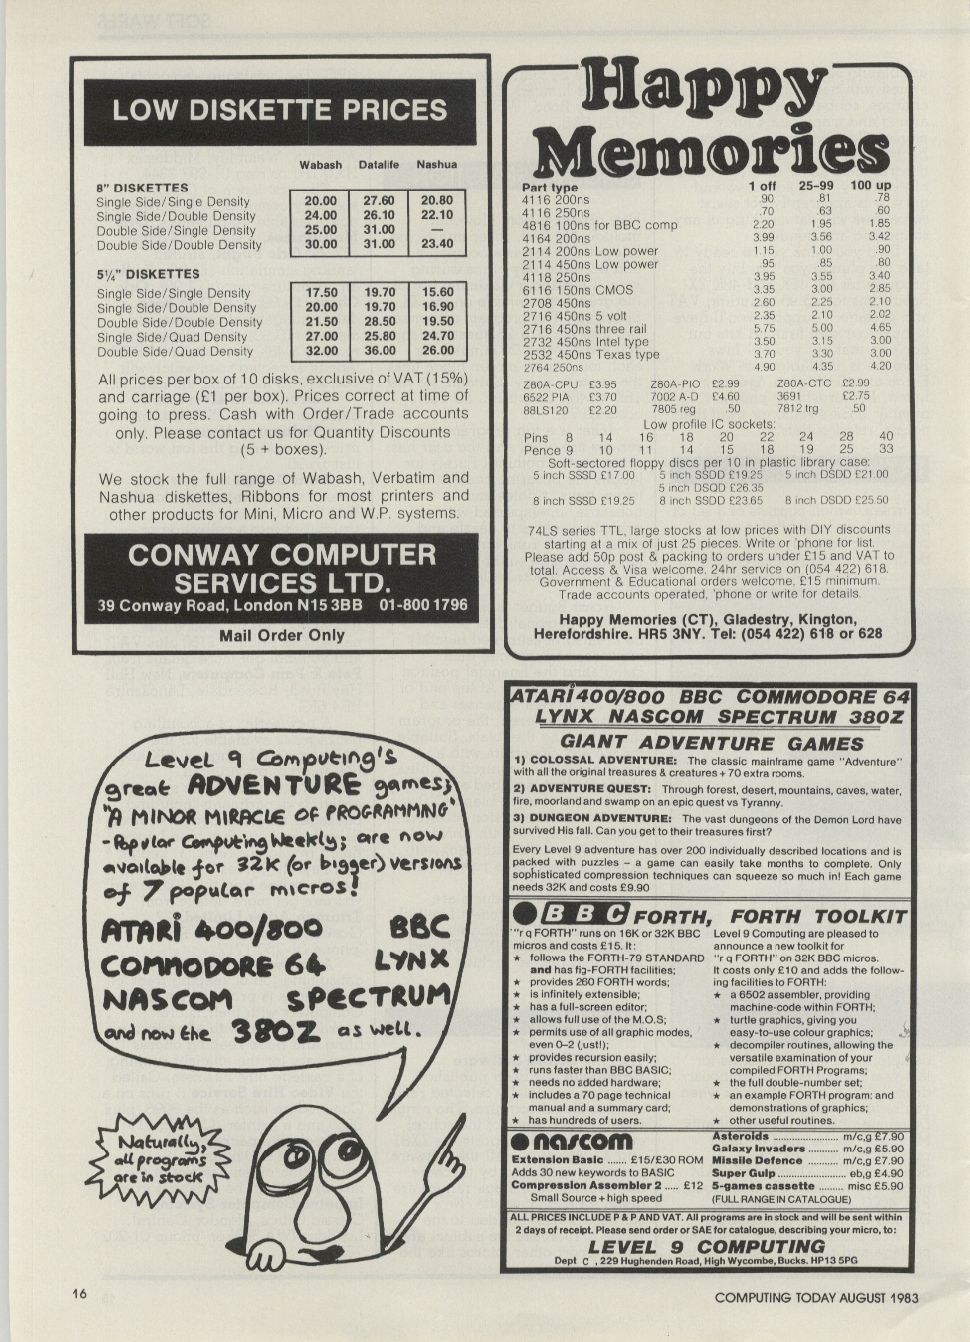 LOW DISKETTE PRICES
Wabash Datalife Nashua
8" DISKETTES
Single Side/Single Density 20.00 27.60 20.80
Single Side/Double Density 24.00 26.10 22.10
Double Side/Single Density 25.00 31.00 —
Double Side/Double Density 30.00 31.00 23.40
5¼" DISKETTES
Single Side/Single Density 17.50 19.70 15.60
Single Side/Double Density 20.00 19.70 16.90
Double Side/Double Density 21.50 28.50 19.50
Single Side/Quad Density 27.00 25.80 24.70
Double Side/Quad Density 32.00 36.00 26.00
All prices per box of 10 disks, exclusive of VAT (15%)
and carriage (£1 per box). Prices correct at time of
going to press. Cash with Order/Trade accounts
only. Please contact us for Quantity Discounts
(5 + boxes).
We stock the full range of Wabash, Verbatim and
Nashua diskettes, Ribbons for most printers and
other products for Mini, Micro and W.P. systems.
CONWAY COMPUTER
SERVICES LTD.
39 Conway Road, London N15 3BB 01-800 1796
Mail Order Only
Happy
Memories
Part type 1 off 25-99 100 up
4116 200ns .90 .81 .78
4116 250ns .70 .63 .60
4816 100ns for BBC comp 2.20 1.95 1.85
4164 200ns 3.99 3.56 3.42
2114 200ns Low power 1.15 1.00 .90
2114 450ns Low power .95 .85 .80
4118 250ns 3.95 3.55 3.40
6116 150ns CMOS 3.35 3.00 2.85
2708 450ns 2.60 2.25 2.10
2716 450ns 5 volt 2.35 2.10 2.02
2716 450ns three rail 5.75 5.00 4.65
2732 450ns Intel type 3.50 3.15 3.00
2532 450ns Texas type 3.70 3.30 3.00
2764 250ns 4.90 4.35 4.20
Z80A-CPU £3.95 Z80A-PIO £2.99 Z80A-CTC £2.99
6522 PIA £3.70 7002 A-D £4.60 3691 £2.75
88LS120 £2.20 7805 reg .50 7812 trg .50
Low profile IC sockets:
Pins 8 14 16 18 20 22 24 28 40
Pence 9 10 11 14 15 18 19 25 33
Soft-sectored floppy discs per 10 in plastic library case:
5 inch SSSD £17.00 5 inch SSDD £19.25 5 inch DSDD £21.00
5 inch DSQD £26.35
8 inch SSSD £19.25 8 inch SSDD £23.65 8 inch DSDD £25.50
74LS series TTL, large stocks at low prices with DIY discounts
starting at a mix of just 25 pieces. Write or 'phone for list.
Please add 50p post & packing to orders under £15 and VAT to
total. Access & Visa welcome. 24hr service on (054 422) 618.
Government & Educational orders welcome, £15 minimum.
Trade accounts operated, 'phone or write for details.
Happy Memories (CT), Gladestry, Kington,
Herefordshire. HR5 3NY. Tel: (054 422) 618 or 628
Level 9 Computing's
great ADVENTURE games;
"A MINOR MIRACLE OF PROGRAMMNG"
- Popular Computing Weekly; are now
available for 32K (or bigger) versions
of 7 popular micros!
ATARI 400/800 BBC
COMMODORE 64 LYNX
NASCOM SPECTRUM
and now the 380Z as well.
Naturally,
all programs
are in stock
ATARI 400/800 BBC COMMODORE 64
LYNX NASCOM SPECTRUM 380Z
GIANT ADVENTURE GAMES
1) COLOSSAL ADVENTURE: The classic mainframe game "Adventure"
with all the original treasures & creatures + 70 extra rooms.
2) ADVENTURE QUEST: Through forest, desert, mountains, caves, water,
fire, moorland and swamp on an epic quest vs Tyranny.
3) DUNGEON ADVENTURE: The vast dungeons of the Demon Lord have
survived His fall. Can you get to their treasures first?
Every Level 9 adventure has over 200 individually described locations and is
packed with puzzles – a game can easily take months to complete. Only
sophisticated compression techniques can squeeze so much in! Each game
needs 32K and costs £9.90
BBC FORTH, FORTH TOOLKIT
"r q FORTH" runs on 16K or 32K BBC
micros and costs £15. It:
★ follows the FORTH-79 STANDARD
and has fig-FORTH facilities;
★ provides 260 FORTH words;
★ is infinitely extensible;
★ has a full-screen editor;
★ allows full use of the M.O.S;
★ permits use of all graphic modes,
even 0–2 (just!);
★ provides recursion easily;
★ runs faster than BBC BASIC;
★ needs no added hardware;
★ includes a 70 page technical
manual and a summary card;
★ has hundreds of users.
Level 9 Computing are pleased to
announce a new toolkit for
"r q FORTH" on 32K BBC micros.
It costs only £10 and adds the follow-
ing facilities to FORTH:
★ a 6502 assembler, providing
machine-code within FORTH;
★ turtle graphics, giving you
easy-to-use colour graphics;
★ decompiler routines, allowing the
versatile examination of your
compiled FORTH Programs;
★ the full double-number set;
★ an example FORTH program: and
demonstrations of graphics;
★ other useful routines.
nascom
Extension Basic ....... £15/£30 ROM
Adds 30 new keywords to BASIC
Compression Assembler 2 ..... £12
Small Source + high speed
Asteroids ........................ m/c,g £7.90
Galaxy Invaders ........... m/c,g £5.90
Missile Defence ........... m/c,g £7.90
Super Gulp .......................... eb,g £4.90
5-games cassette ......... misc £5.90
(FULL RANGE IN CATALOGUE)
ALL PRICES INCLUDE P & P AND VAT. All programs are in stock and will be sent within
2 days of receipt. Please send order or SAE for catalogue, describing your micro, to:
LEVEL 9 COMPUTING
Dept C , 229 Hughenden Road, High Wycombe, Bucks. HP13 5PG
16
COMPUTING TODAY AUGUST 1983